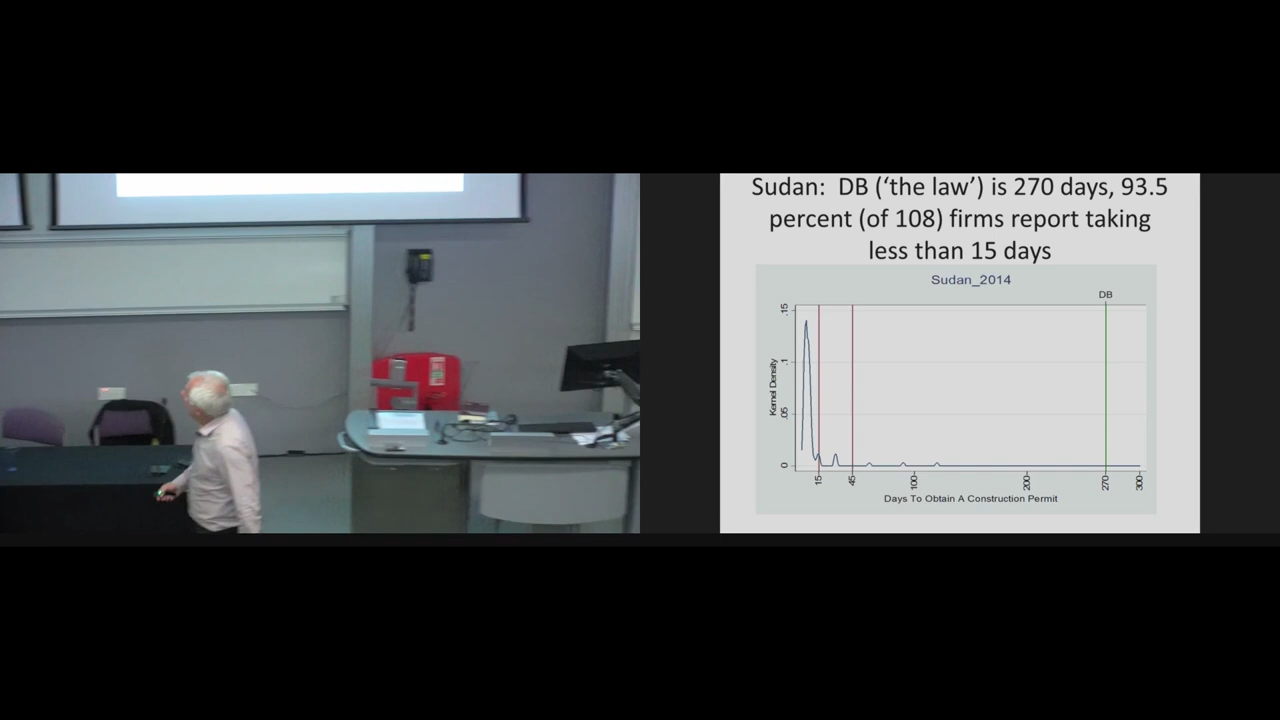 Sudan: DB (‘the law’) is 270 days, 93.5
percent (of 108) firms report taking
less than 15 days
Sudan_2014
DB
.15
.1
.05
0
Kernel Density
15
45
100
200
270
300
Days To Obtain A Construction Permit